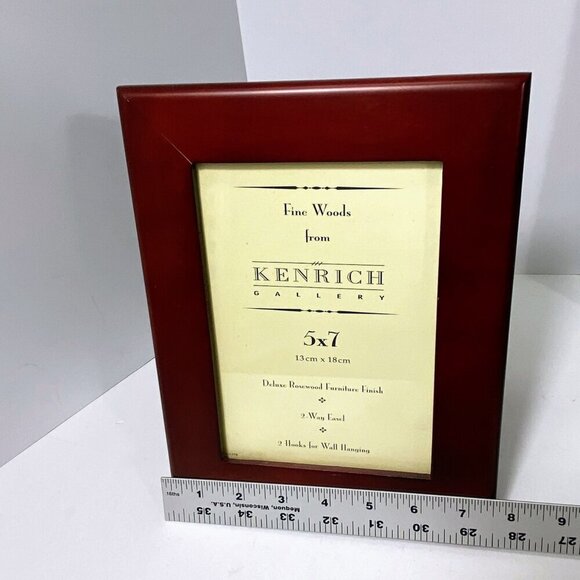 Fine Woods
from
KENRICH
GALLERY
5x7
13cm x 18cm
Deluxe Rosewood Furniture Finish
2-Way Easel
2 Hooks for Wall Hanging
16ths 1 2 3 4 5 6 7 8 9
Mequon, Wisconsin, U.S.A.
35 34 33 32 31 30 29 28 27